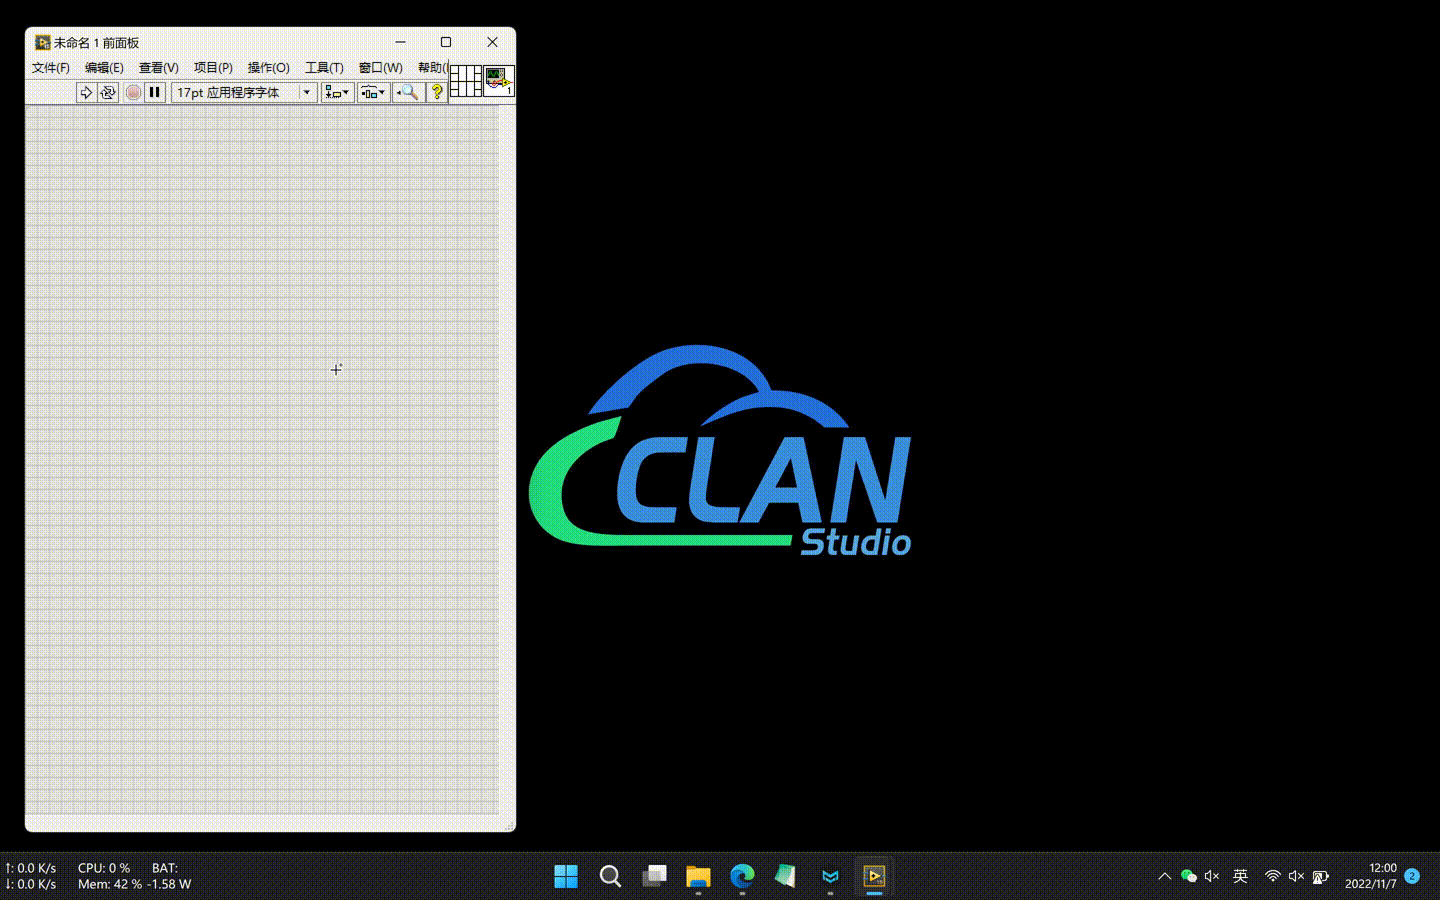 未命名 1 前面板
文件(F) 编辑(E) 查看(V) 项目(P) 操作(O) 工具(T) 窗口(W) 帮助(
17pt 应用程序字体
?
1
CLAN
Studio
↑: 0.0 K/s CPU: 0 % BAT:
↓: 0.0 K/s Mem: 42 % -1.58 W
英
12:00
2022/11/7
2